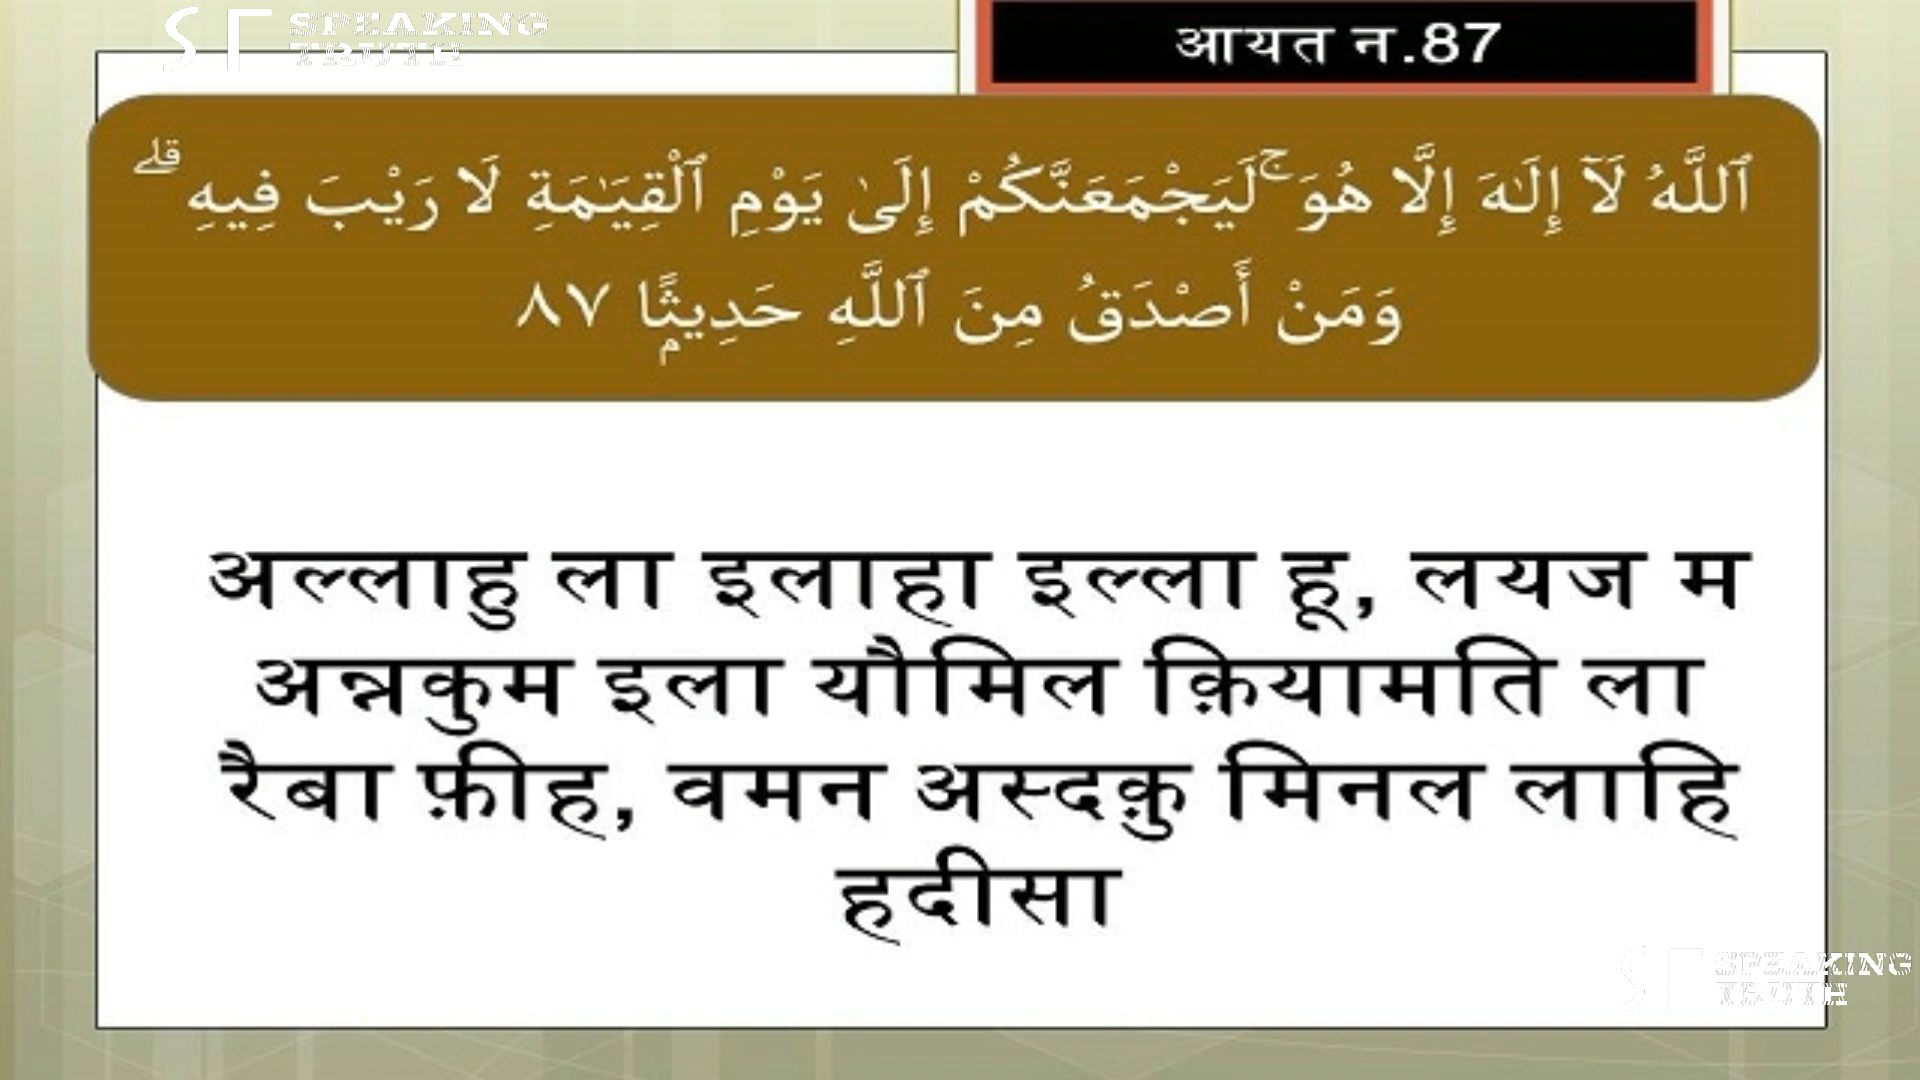 SPEAKING
TRUTH
आयत न.87
ٱللَّهُ لَآ إِلَـٰهَ إِلَّا هُوَ ۚ لَيَجْمَعَنَّكُمْ إِلَىٰ يَوْمِ ٱلْقِيَـٰمَةِ لَا رَيْبَ فِيهِ ۗ
وَمَنْ أَصْدَقُ مِنَ ٱللَّهِ حَدِيثًۭا ٨٧
अल्लाहु ला इलाहा इल्ला हू, लयज म
अन्नकुम इला यौमिल क़ियामति ला
रैबा फ़ीह, वमन अस्दक़ु मिनल लाहि
हदीसा
ST SPEAKING
TRUTH